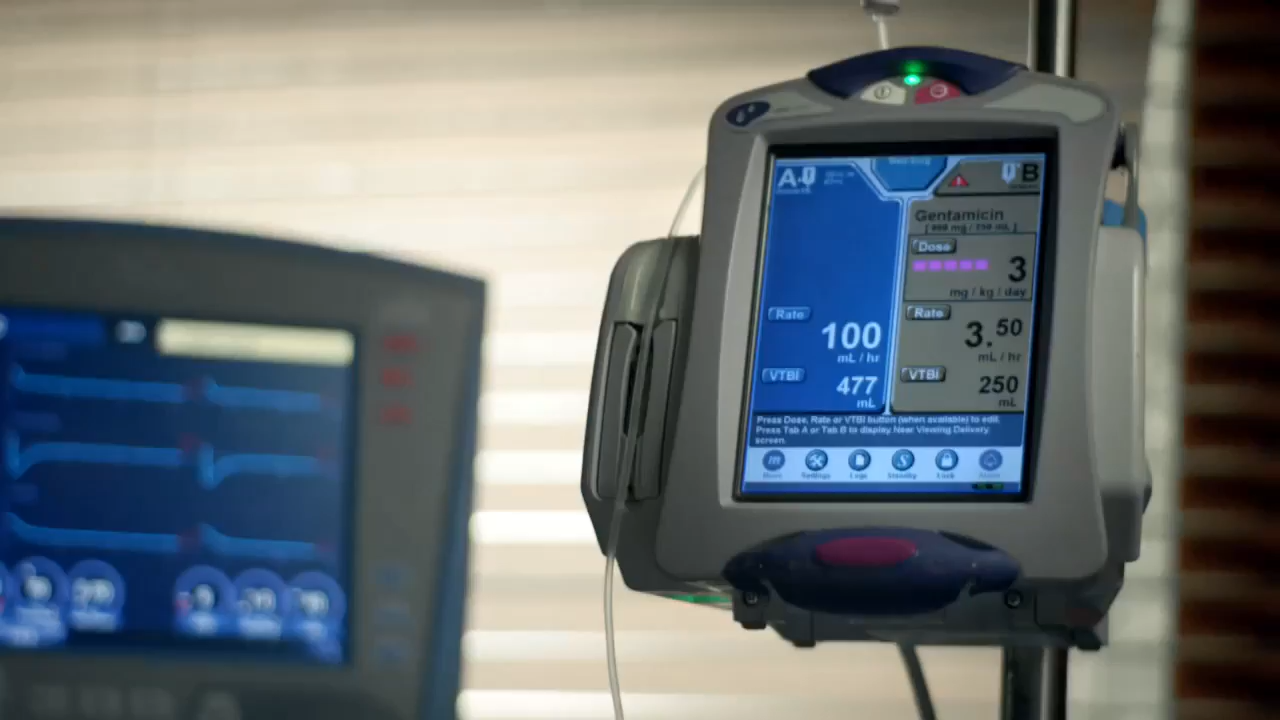 A
B
Gentamicin
Dose
3
mg / kg / day
Rate
100
mL / hr
Rate
3.50
mL / hr
VTBI
477
mL
VTBI
250
mL
Press Dose, Rate or VTBI button (when available) to edit.
Press Tab A or Tab B to display Near Viewing Delivery
screen.
Settings
Logs
Standby
Lock